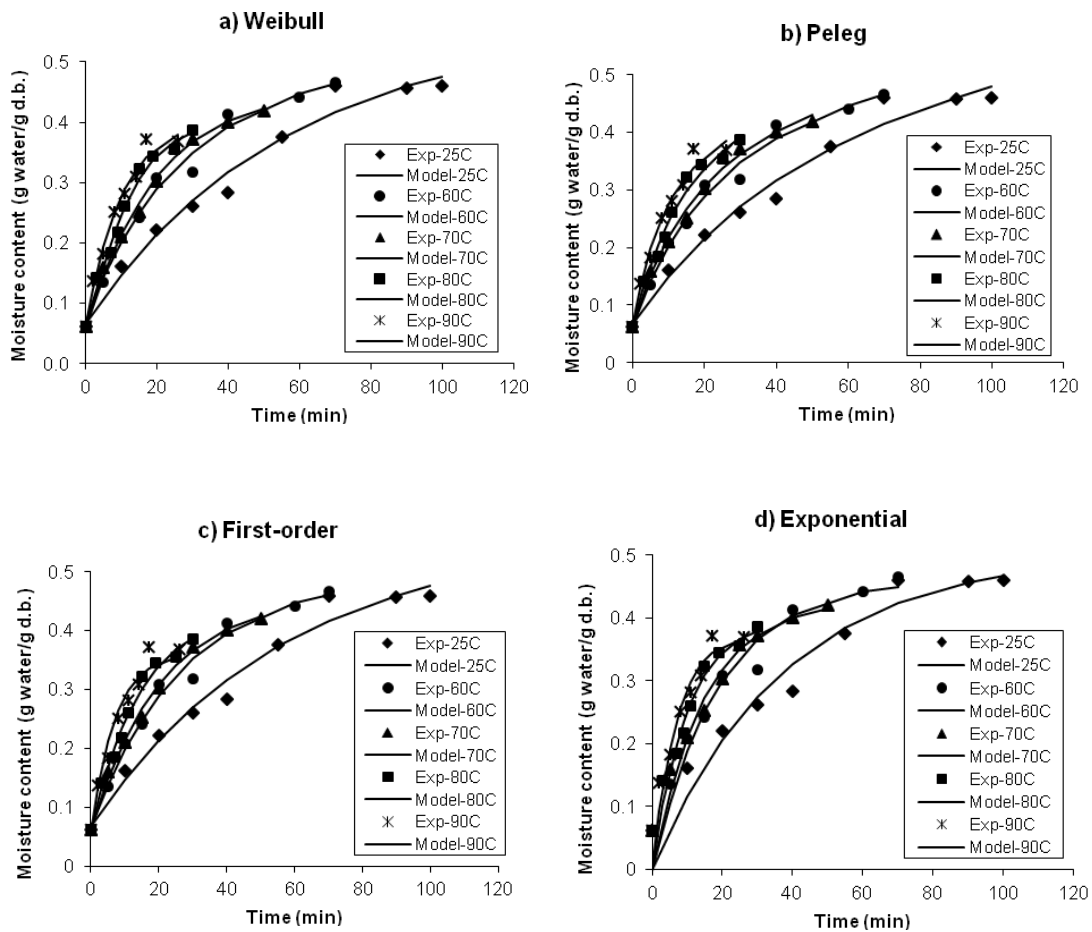 a) Weibull
Moisture content (g water/g d.b.)
0.5
0.4
0.3
0.2
0.1
0.0
0
20
40
60
80
100
120
Time (min)
Exp-25C
Model-25C
Exp-60C
Model-60C
Exp-70C
Model-70C
Exp-80C
Model-80C
Exp-90C
Model-90C
b) Peleg
Moisture content (g water/g d.b.)
0.5
0.4
0.3
0.2
0.1
0
0
20
40
60
80
100
120
Time (min)
Exp-25C
Model-25C
Exp-60C
Model-60C
Exp-70C
Model-70C
Exp-80C
Model-80C
Exp-90C
Model-90C
c) First-order
Moisture content (g water/g d.b.)
0.5
0.4
0.3
0.2
0.1
0
0
20
40
60
80
100
120
Time (min)
Exp-25C
Model-25C
Exp-60C
Model-60C
Exp-70C
Model-70C
Exp-80C
Model-80C
Exp-90C
Model-90C
d) Exponential
Moisture content (g water/g d.b.)
0.5
0.4
0.3
0.2
0.1
0
0
20
40
60
80
100
120
Time (min)
Exp-25C
Model-25C
Exp-60C
Model-60C
Exp-70C
Model-70C
Exp-80C
Model-80C
Exp-90C
Model-90C